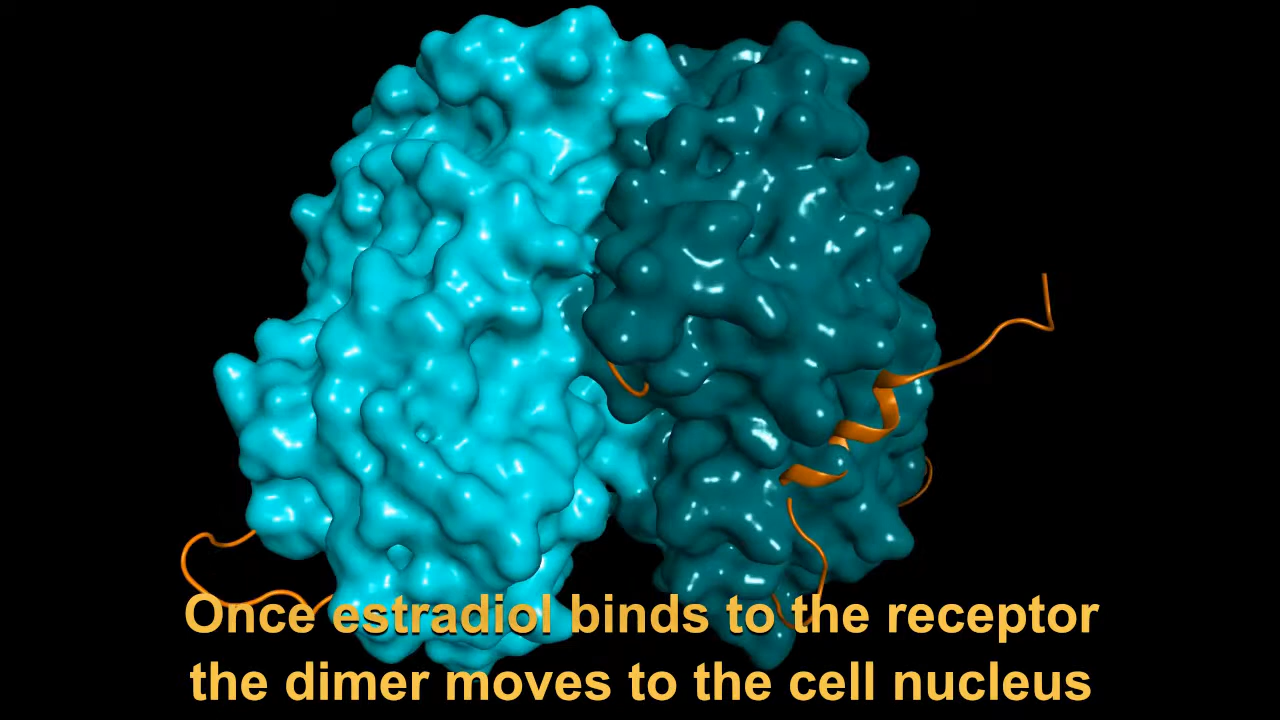 Once estradiol binds to the receptor
the dimer moves to the cell nucleus